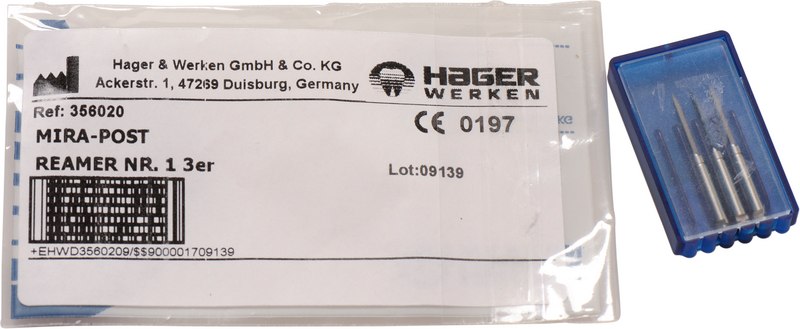 Hager & Werken GmbH & Co. KG
Ackerstr. 1, 47269 Duisburg, Germany
HAGER
WERKEN
Ref: 356020
CE 0197
MIRA-POST
REAMER NR. 1 3er
Lot:09139
+EHWD3560209/$$900001709139
KG